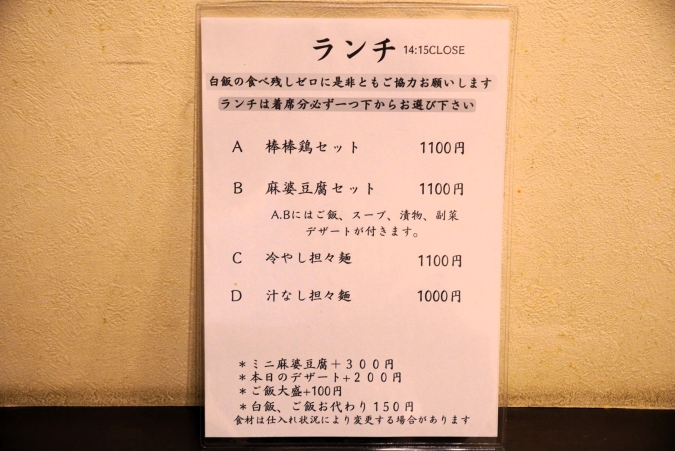 ランチ 14:15CLOSE
白飯の食べ残しゼロに是非ともご協力お願いします
ランチは着席分必ず一つ下からお選び下さい
A 棒棒鶏セット 1100円
B 麻婆豆腐セット 1100円
A.Bにはご飯、スープ、漬物、副菜
デザートが付きます。
C 冷やし担々麺 1100円
D 汁なし担々麺 1000円
＊ミニ麻婆豆腐＋３００円
＊本日のデザート+２００円
＊ご飯大盛+100円
＊白飯、ご飯お代わり１５０円
食材は仕入れ状況により変更する場合があります